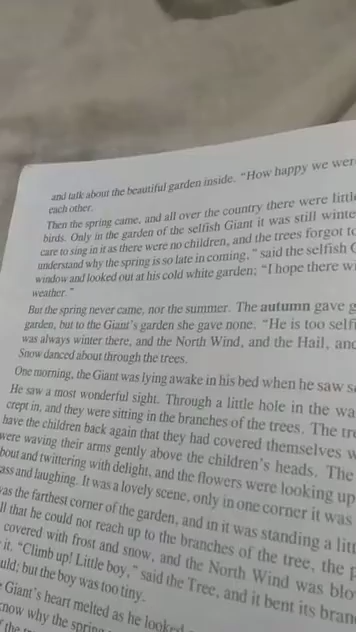 and talk about the beautiful garden inside. "How happy we were
each other.
Then the spring came, and all over the country there were little
birds. Only in the garden of the selfish Giant it was still winte
care to sing in it as there were no children, and the trees forgot to
understand why the spring is so late in coming," said the selfish G
window and looked out at his cold white garden; "I hope there wi
weather."
But the spring never came, nor the summer. The autumn gave g
garden, but to the Giant's garden she gave none. "He is too selfi
was always winter there, and the North Wind, and the Hail, and
Snow danced about through the trees.
One morning, the Giant was lying awake in his bed when he saw s
He saw a most wonderful sight. Through a little hole in the wa
crept in, and they were sitting in the branches of the trees. The tre
have the children back again that they had covered themselves w
were waving their arms gently above the children's heads. The
bout and twittering with delight, and the flowers were looking up
ass and laughing. It was a lovely scene, only in one corner it was
as the farthest corner of the garden, and in it was standing a litt
ll that he could not reach up to the branches of the tree, the p
covered with frost and snow, and the North Wind was blo
it. "Climb up! Little boy," said the Tree, and it bent its bran
uld; but the boy was too tiny.
Giant's heart melted as he looked
now why the spring